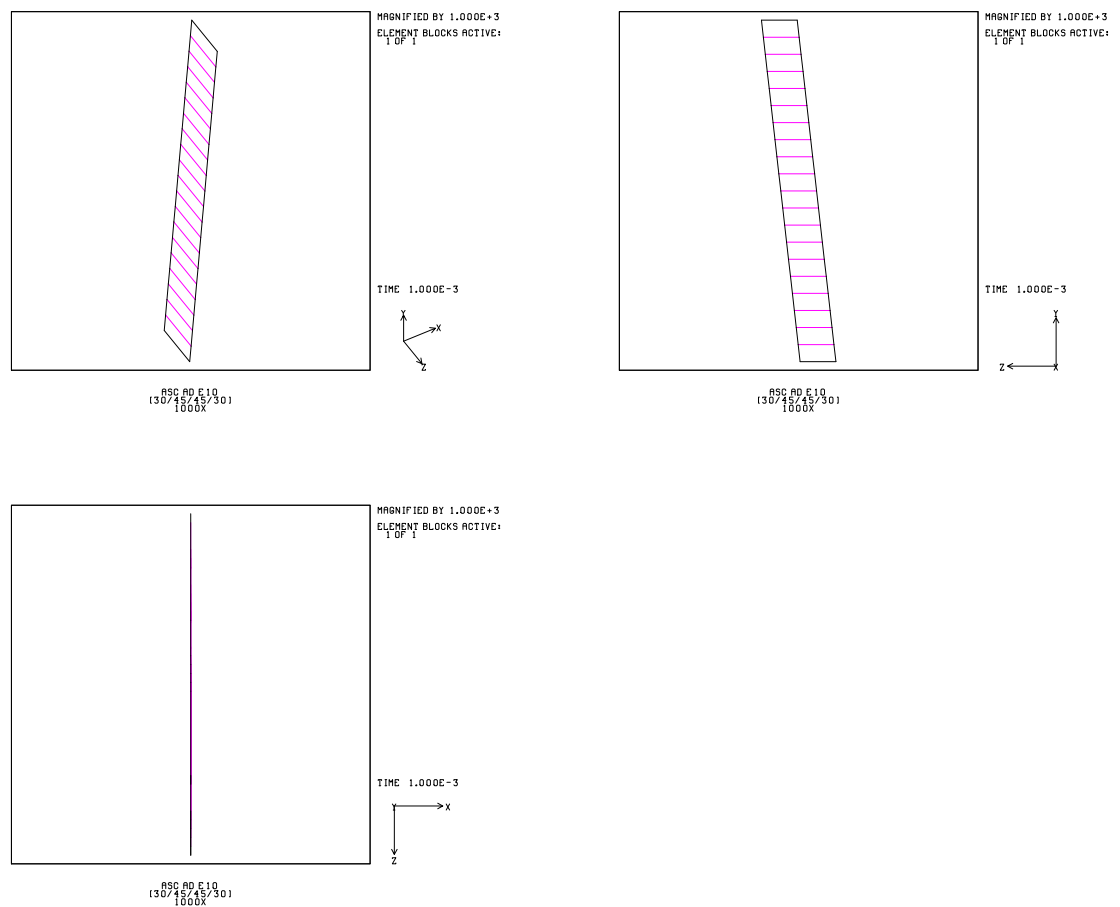 MAGNIFIED BY 1.000E+3
ELEMENT BLOCKS ACTIVE:
1 OF 1
TIME 1.000E-3
Y
X
Z
ASC AD E10
[30/45/45/30]
1000X
MAGNIFIED BY 1.000E+3
ELEMENT BLOCKS ACTIVE:
1 OF 1
TIME 1.000E-3
Y
Z X
ASC AD E10
[30/45/45/30]
1000X
MAGNIFIED BY 1.000E+3
ELEMENT BLOCKS ACTIVE:
1 OF 1
TIME 1.000E-3
Y X
Z
ASC AD E10
[30/45/45/30]
1000X